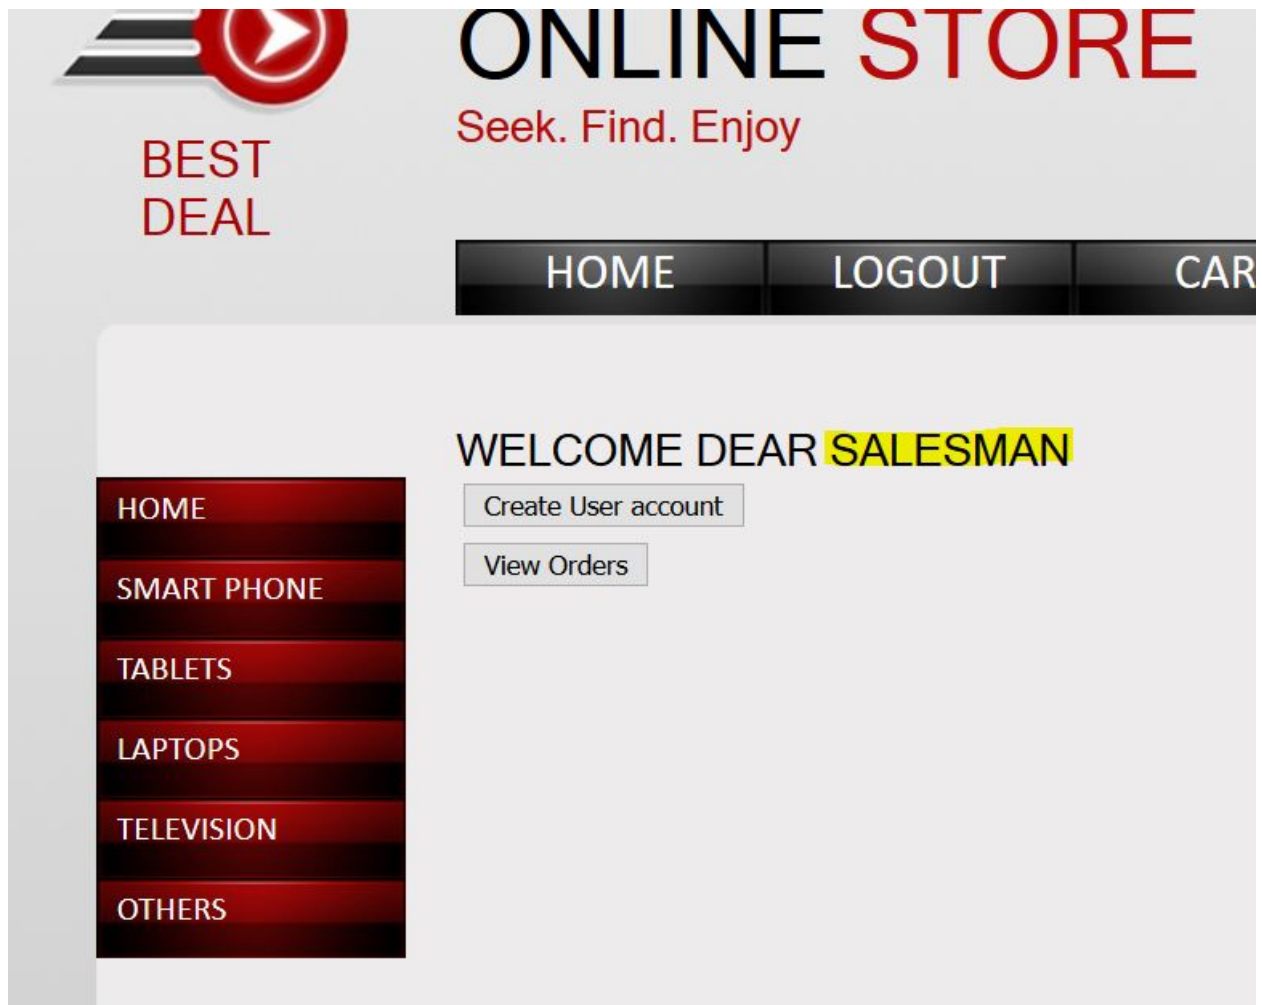 ONLINE STORE
Seek. Find. Enjoy
BEST
DEAL
HOME
LOGOUT
CAR
WELCOME DEAR SALESMAN
Create User account
View Orders
HOME
SMART PHONE
TABLETS
LAPTOPS
TELEVISION
OTHERS